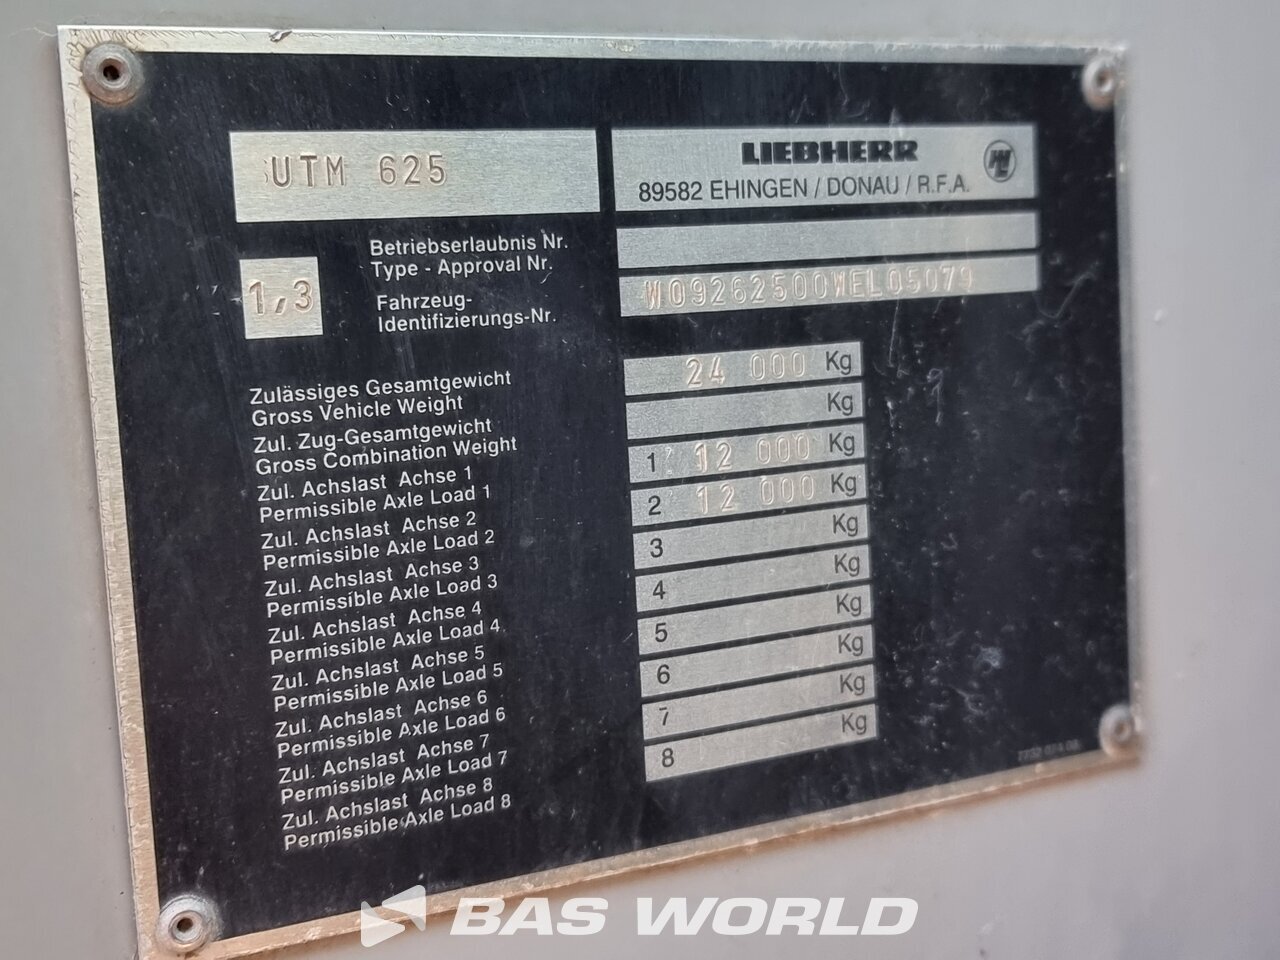 UTM 625
LIEBHERR
89582 EHINGEN / DONAU / R.F.A.
Betriebserlaubnis Nr.
Type - Approval Nr.
1,3
Fahrzeug-
Identifizierungs-Nr.
W09262500WEL05079
Zulässiges Gesamtgewicht
Gross Vehicle Weight
24 000 Kg
Zul. Zug-Gesamtgewicht
Gross Combination Weight
Kg
Zul. Achslast Achse 1
Permissible Axle Load 1
1 12 000 Kg
Zul. Achslast Achse 2
Permissible Axle Load 2
2 12 000 Kg
Zul. Achslast Achse 3
Permissible Axle Load 3
3 Kg
Zul. Achslast Achse 4
Permissible Axle Load 4
4 Kg
Zul. Achslast Achse 5
Permissible Axle Load 5
5 Kg
Zul. Achslast Achse 6
Permissible Axle Load 6
6 Kg
Zul. Achslast Achse 7
Permissible Axle Load 7
7 Kg
Zul. Achslast Achse 8
Permissible Axle Load 8
8 Kg
BAS WORLD